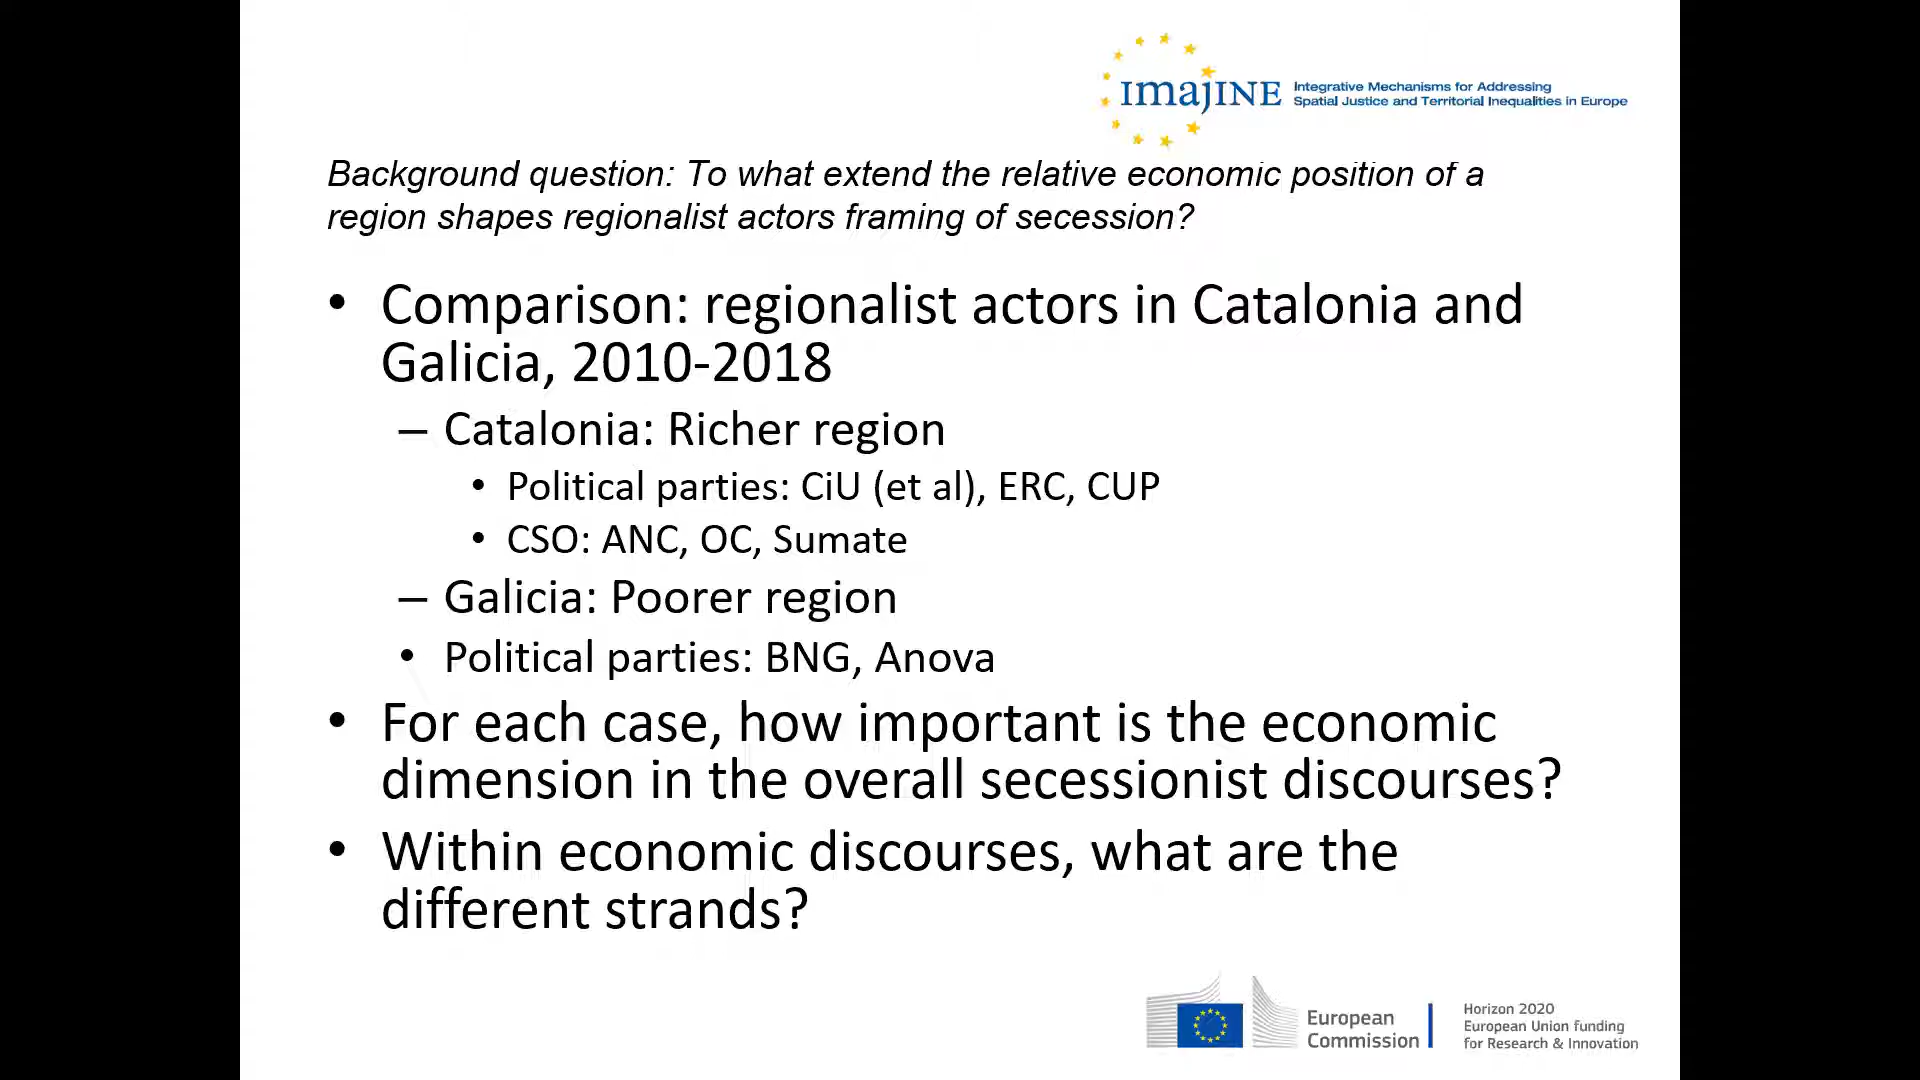 ImajINE
Integrative Mechanisms for Addressing
Spatial Justice and Territorial Inequalities in Europe
Background question: To what extend the relative economic position of a
region shapes regionalist actors framing of secession?
• Comparison: regionalist actors in Catalonia and
Galicia, 2010-2018
– Catalonia: Richer region
• Political parties: CiU (et al), ERC, CUP
• CSO: ANC, OC, Sumate
– Galicia: Poorer region
• Political parties: BNG, Anova
• For each case, how important is the economic
dimension in the overall secessionist discourses?
• Within economic discourses, what are the
different strands?
European
Commission
Horizon 2020
European Union funding
for Research & Innovation